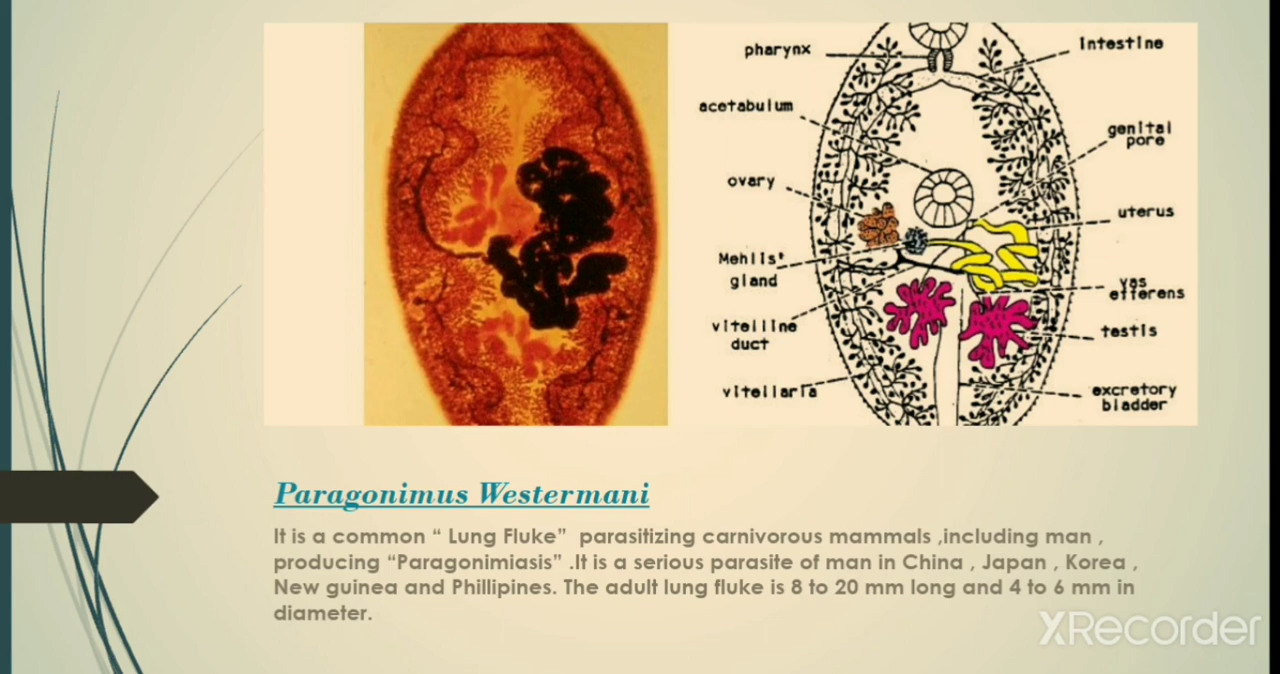 pharynx
intestine
acetabulum
genital
pore
ovary
uterus
Mehlis'
gland
vas
efferens
vitelline
duct
testis
vitellaria
excretory
bladder
Paragonimus Westermani
It is a common “ Lung Fluke” parasitizing carnivorous mammals ,including man ,
producing “Paragonimiasis” .It is a serious parasite of man in China , Japan , Korea ,
New guinea and Phillipines. The adult lung fluke is 8 to 20 mm long and 4 to 6 mm in
diameter.
XRecorder